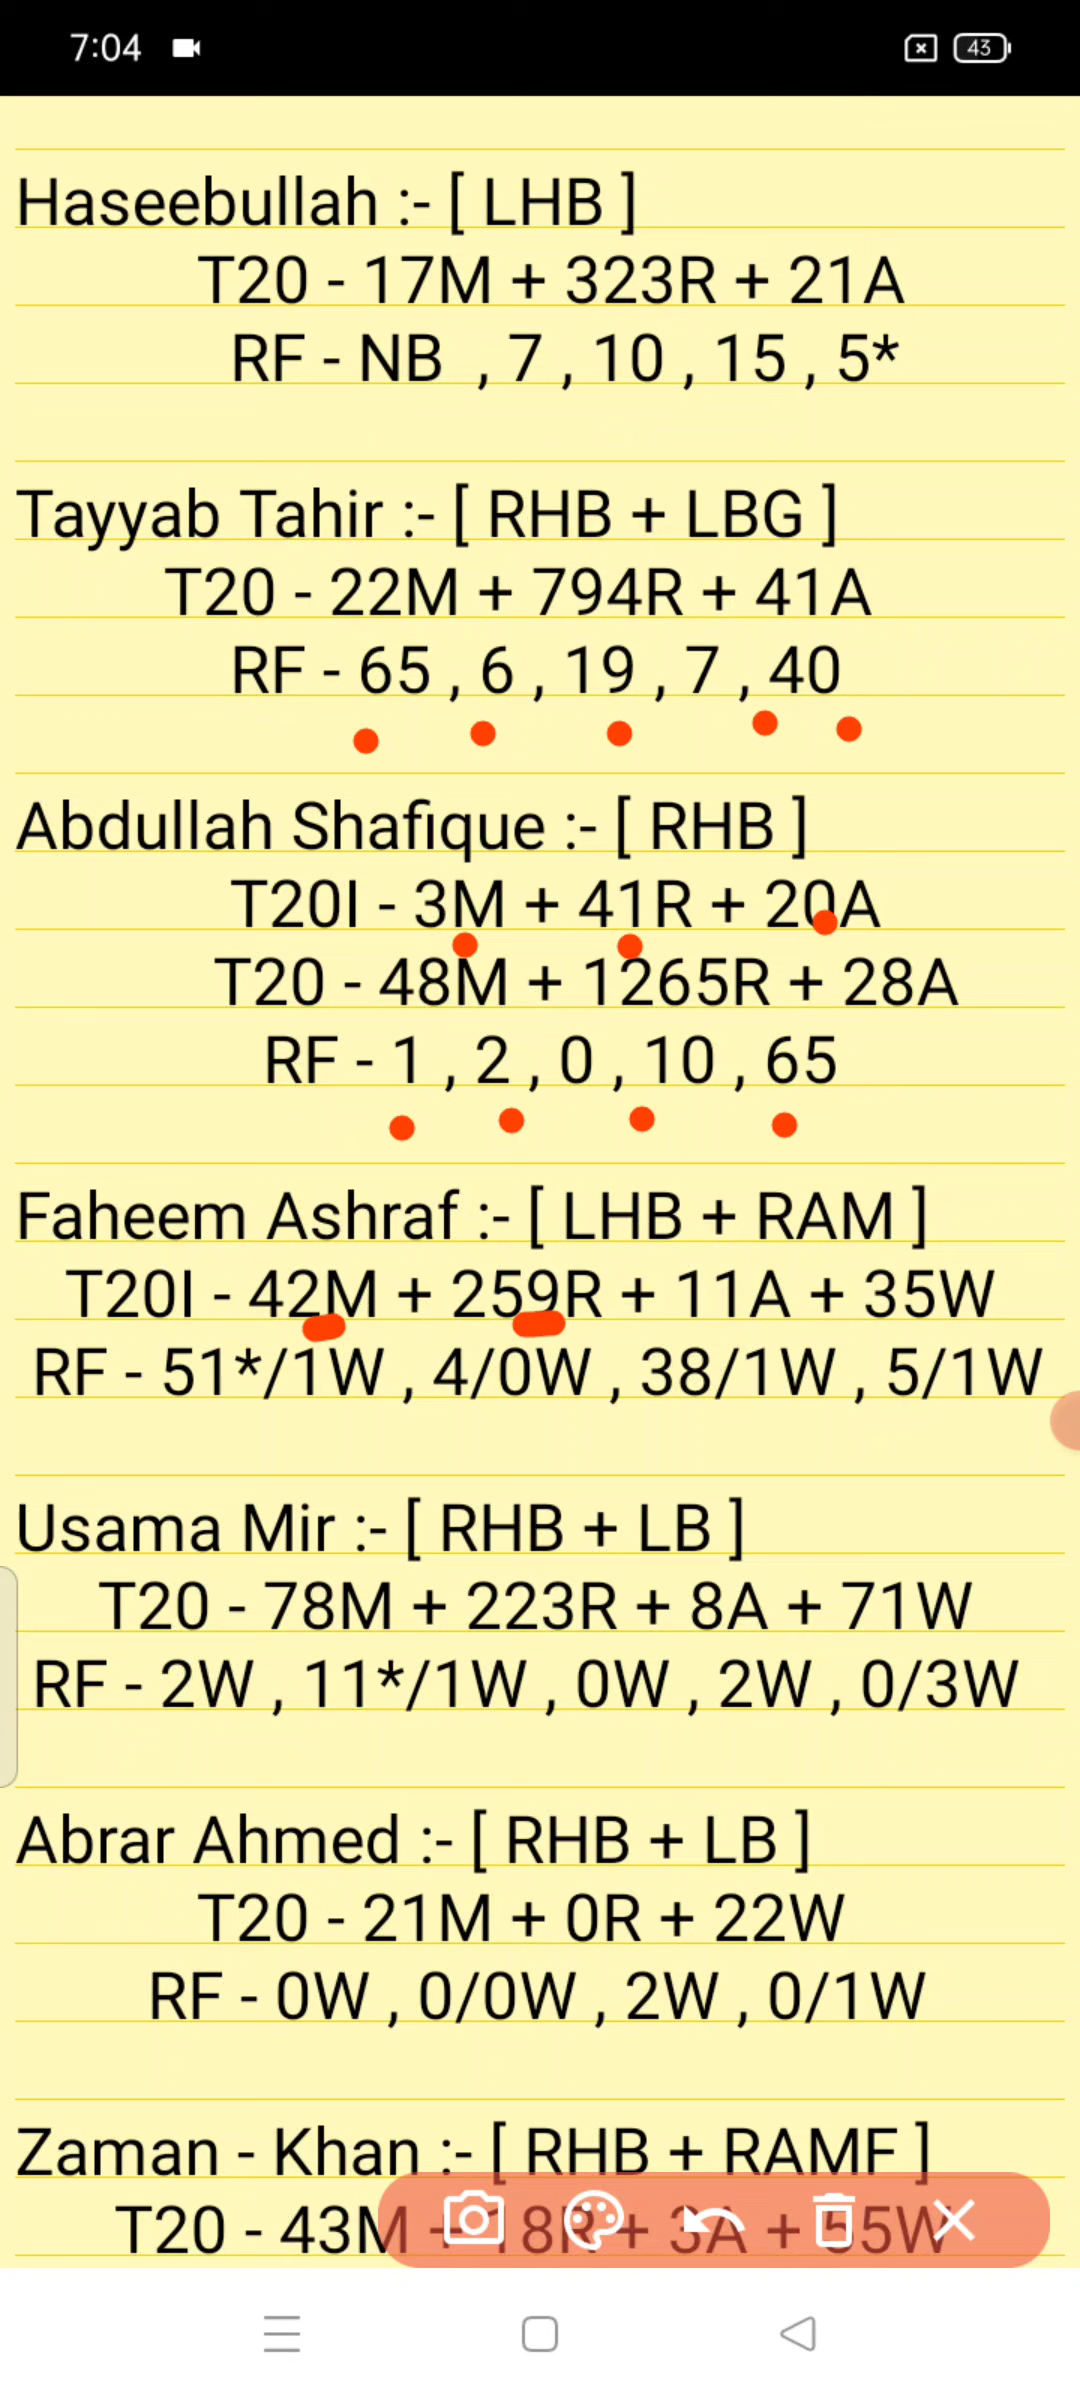 7:04
43
Haseebullah :- [ LHB ]
T20 - 17M + 323R + 21A
RF - NB , 7 , 10 , 15 , 5*
Tayyab Tahir :- [ RHB + LBG ]
T20 - 22M + 794R + 41A
RF - 65 , 6 , 19 , 7 , 40
Abdullah Shafique :- [ RHB ]
T20I - 3M + 41R + 20A
T20 - 48M + 1265R + 28A
RF - 1 , 2 , 0 , 10 , 65
Faheem Ashraf :- [ LHB + RAM ]
T20I - 42M + 259R + 11A + 35W
RF - 51*/1W , 4/0W , 38/1W , 5/1W
Usama Mir :- [ RHB + LB ]
T20 - 78M + 223R + 8A + 71W
RF - 2W , 11*/1W , 0W , 2W , 0/3W
Abrar Ahmed :- [ RHB + LB ]
T20 - 21M + 0R + 22W
RF - 0W , 0/0W , 2W , 0/1W
Zaman - Khan :- [ RHB + RAMF ]
T20 - 43M + 18R + 3A + 55W